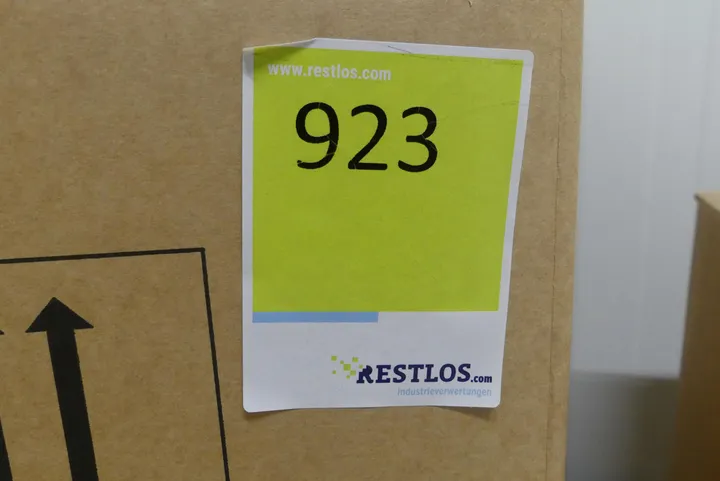 www.restlos.com
923
RESTLOS.com
industrieverwertungen